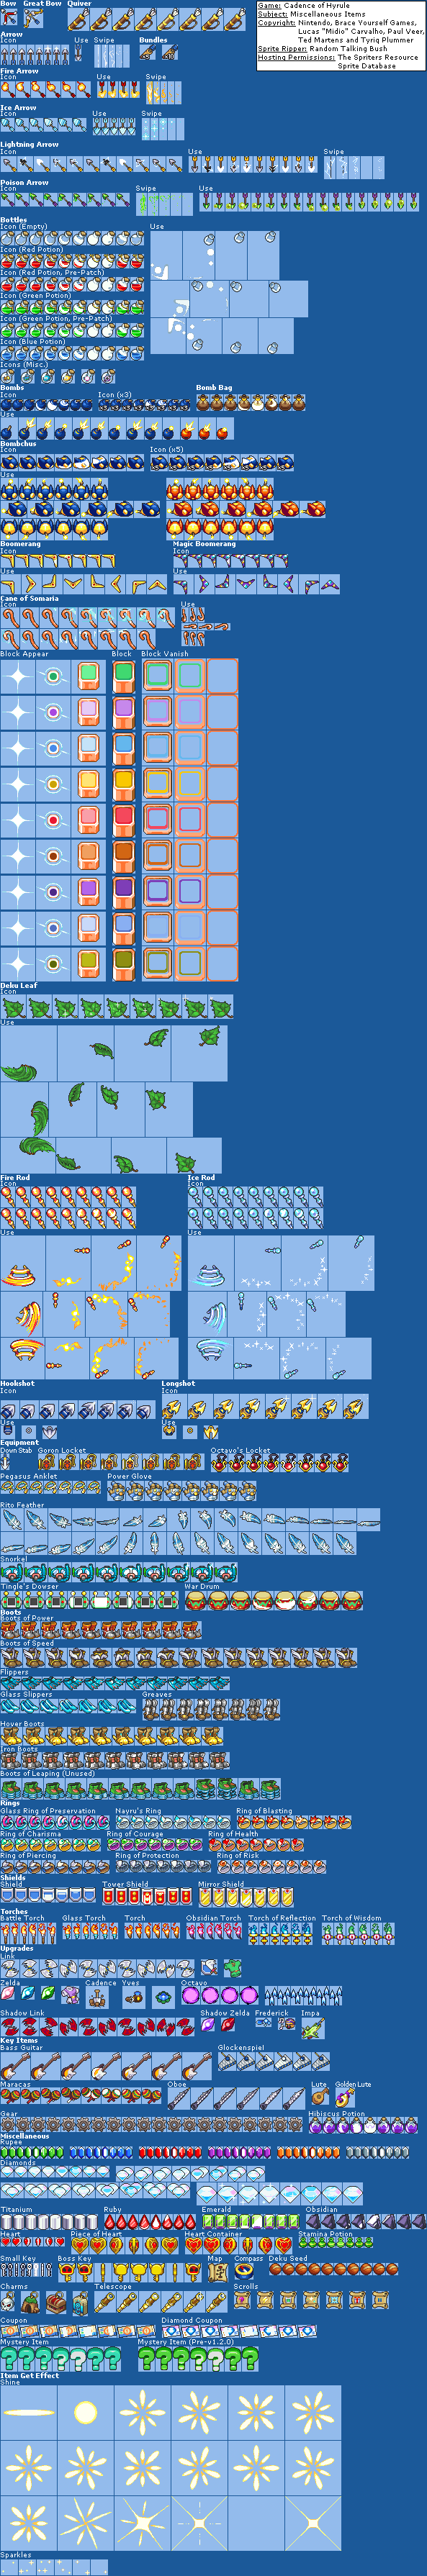 Bow Great Bow Quiver
Game: Cadence of Hyrule
Subject: Miscellaneous Items
Copyright: Nintendo, Brace Yourself Games,
Lucas "Midio" Carvalho, Paul Veer,
Ted Martens and Tyriq Plummer
Sprite Ripper: Random Talking Bush
Hosting Permissions: The Spriters Resource
Sprite Database
Arrow
Icon Use Swipe Bundles
Fire Arrow
Icon Use Swipe
Ice Arrow
Icon Use Swipe
Lightning Arrow
Icon Use Swipe
Poison Arrow
Icon Swipe Use
Bottles
Icon (Empty) Use
Icon (Red Potion)
Icon (Red Potion, Pre-Patch)
Icon (Green Potion)
Icon (Green Potion, Pre-Patch)
Icon (Blue Potion)
Icons (Misc.)
Bombs Bomb Bag
Icon Icon (x3)
Use
Bombchus
Icon Icon (x5)
Use
Boomerang Magic Boomerang
Icon Icon
Use Use
Cane of Somaria
Icon Use
Block Appear Block Block Vanish
Deku Leaf
Icon
Use
Fire Rod Ice Rod
Icon Icon
Use Use
Hookshot Longshot
Icon Icon
Use Use
Equipment
Down Stab Goron Locket Octavo's Locket
Pegasus Anklet Power Glove
Rito Feather
Snorkel
Tingle's Dowser War Drum
Boots
Boots of Power
Boots of Speed
Flippers
Glass Slippers Greaves
Hover Boots
Iron Boots
Boots of Leaping (Unused)
Rings
Glass Ring of Preservation Nayru's Ring Ring of Blasting
Ring of Charisma Ring of Courage Ring of Health
Ring of Piercing Ring of Protection Ring of Risk
Shields
Shield Tower Shield Mirror Shield
Torches
Battle Torch Glass Torch Torch Obsidian Torch Torch of Reflection Torch of Wisdom
Upgrades
Link
Zelda Cadence Yves Octavo
Shadow Link Shadow Zelda Frederick Impa
Key Items
Bass Guitar Glockenspiel
Maracas Oboe Lute Golden Lute
Gear Hibiscus Potion
Miscellaneous
Rupee
Diamonds
Titanium Ruby Emerald Obsidian
Heart Piece of Heart Heart Container Stamina Potion
Small Key Boss Key Map Compass Deku Seed
Charms Telescope Scrolls
Coupon Diamond Coupon
Mystery Item Mystery Item (Pre-v1.2.0)
Item Get Effect
Shine
Sparkles